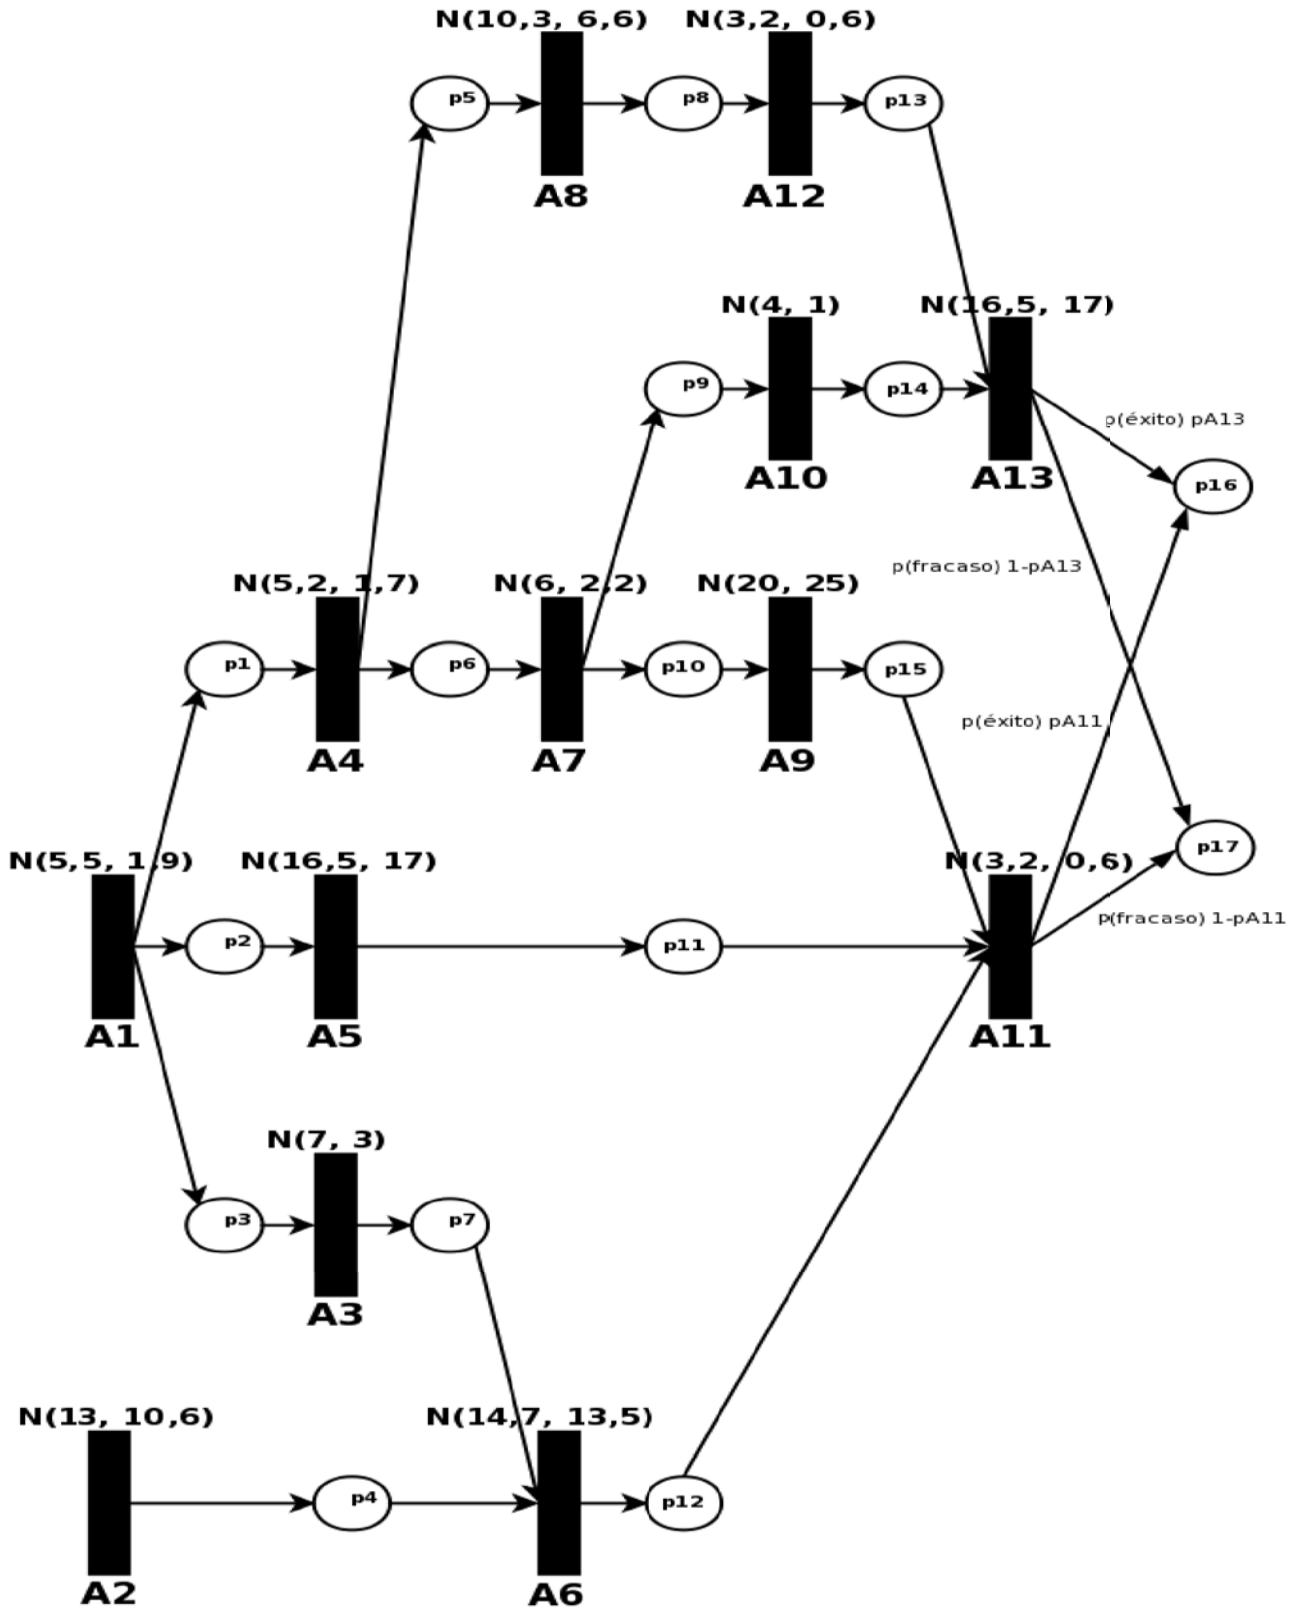 N(10,3, 6,6) N(3,2, 0,6)
p5 p8 p13
A8 A12
N(4, 1) N(16,5, 17)
p9 p14
p(éxito) pA13
A10 A13
p16
p(fracaso) 1-pA13
N(5,2, 1,7) N(6, 2,2) N(20, 25)
p1 p6 p10 p15
p(éxito) pA11
A4 A7 A9
p17
N(5,5, 1,9) N(16,5, 17) N(3,2, 0,6)
p(fracaso) 1-pA11
p2 p11
A1 A5 A11
N(7, 3)
p3 p7
A3
N(13, 10,6) N(14,7, 13,5)
p4 p12
A2 A6